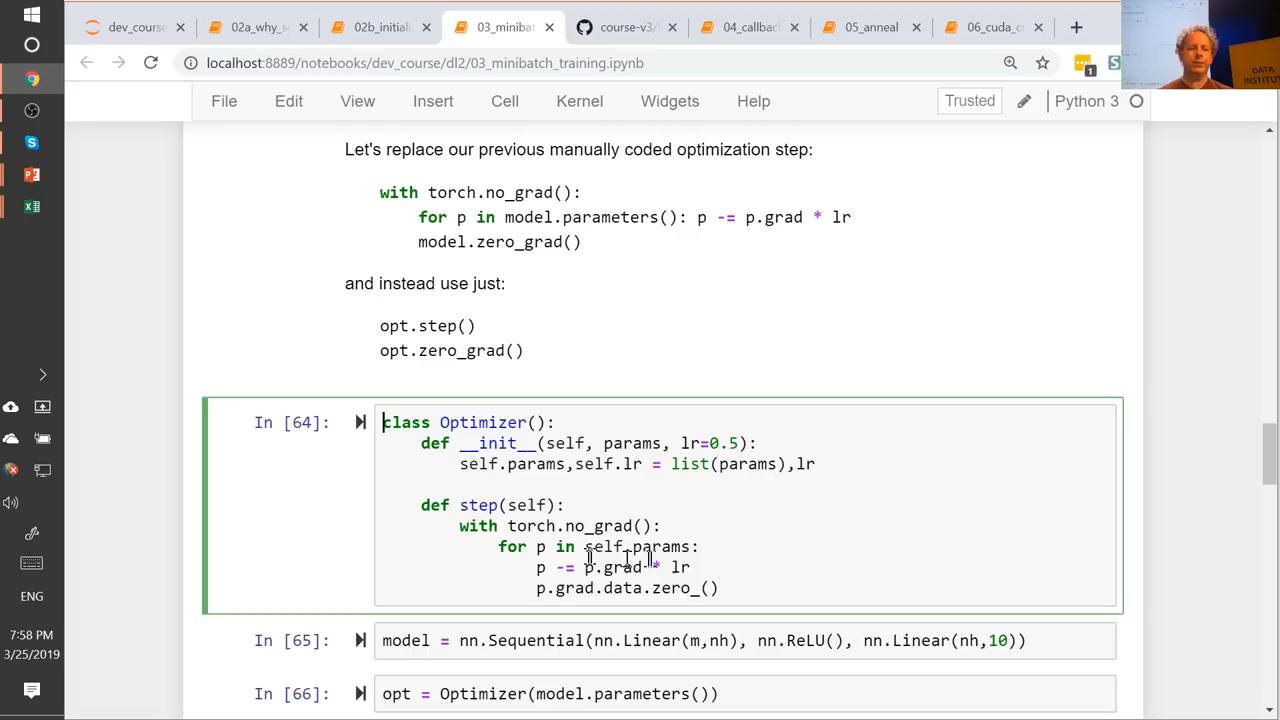 dev_course
02a_why_s
02b_initiali
03_minibat
course-v3/
04_callback
05_anneal
06_cuda_c
localhost:8889/notebooks/dev_course/dl2/03_minibatch_training.ipynb
1
DATA
INSTITUT
File Edit View Insert Cell Kernel Widgets Help Trusted Python 3
Let's replace our previous manually coded optimization step:
with torch.no_grad():
for p in model.parameters(): p -= p.grad * lr
model.zero_grad()
and instead use just:
opt.step()
opt.zero_grad()
In [64]:
class Optimizer():
def __init__(self, params, lr=0.5):
self.params,self.lr = list(params),lr
def step(self):
with torch.no_grad():
for p in self.params:
p -= p.grad * lr
p.grad.data.zero_()
In [65]: model = nn.Sequential(nn.Linear(m,nh), nn.ReLU(), nn.Linear(nh,10))
In [66]: opt = Optimizer(model.parameters())
ENG
7:58 PM
3/25/2019